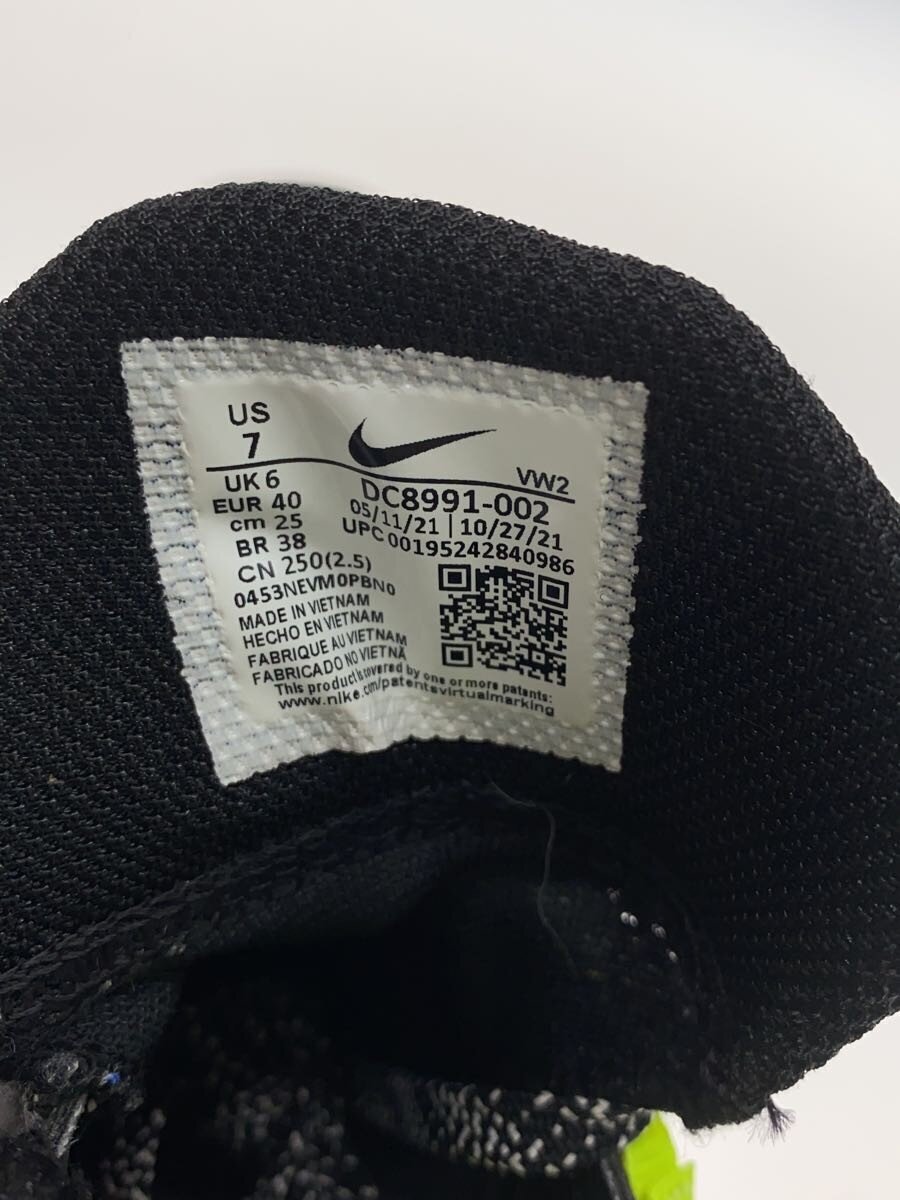 US
7
UK 6
EUR 40
cm 25
BR 38
CN 250(2.5)
0453NEVM0PBN0
MADE IN VIETNAM
HECHO EN VIETNAM
FABRIQUE AU VIETNAM
FABRICADO NO VIETNÃ
VW2
DC8991-002
05/11/21 | 10/27/21
UPC 00195242840986
This product is covered by one or more patents:
www.nike.com/patentsvirtualmarking